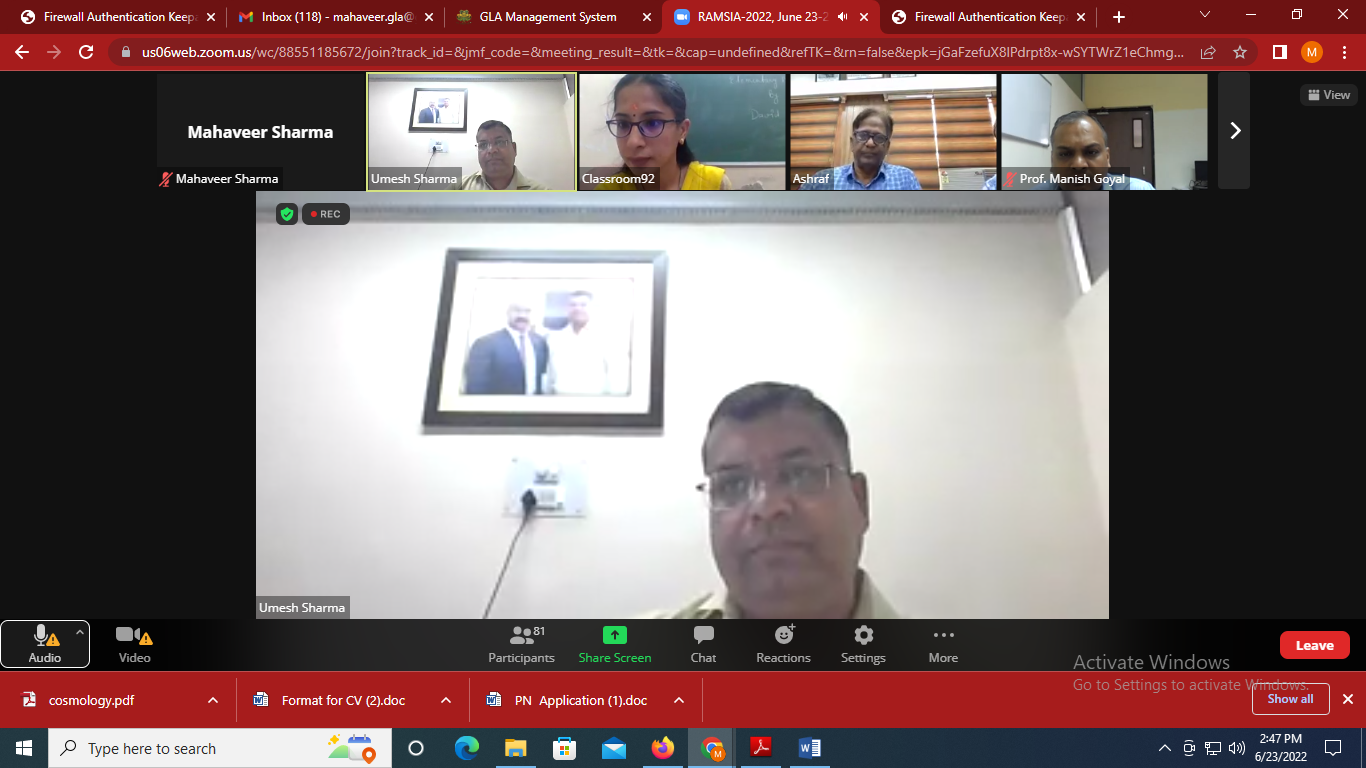 Firewall Authentication Keep
Inbox (118) - mahaveer.gla@
GLA Management System
RAMSIA-2022, June 23-2
Firewall Authentication Keep
us06web.zoom.us/wc/88551185672/join?track_id=&jmf_code=&meeting_result=&tk=&cap=undefined&refTK=&rn=false&epk=jGaFzefuX8lPdrpt8x-wSYTWrZ1eChmg...
M
Mahaveer Sharma
Mahaveer Sharma
Umesh Sharma
by
David
Classroom92
Ashraf
Prof. Manish Goyal
View
REC
Umesh Sharma
Audio
Video
Participants
81
Share Screen
Chat
Reactions
Settings
More
Leave
Activate Windows
Go to Settings to activate Windows.
cosmology.pdf
Format for CV (2).doc
PN Application (1).doc
Show all
Type here to search
2:47 PM
6/23/2022